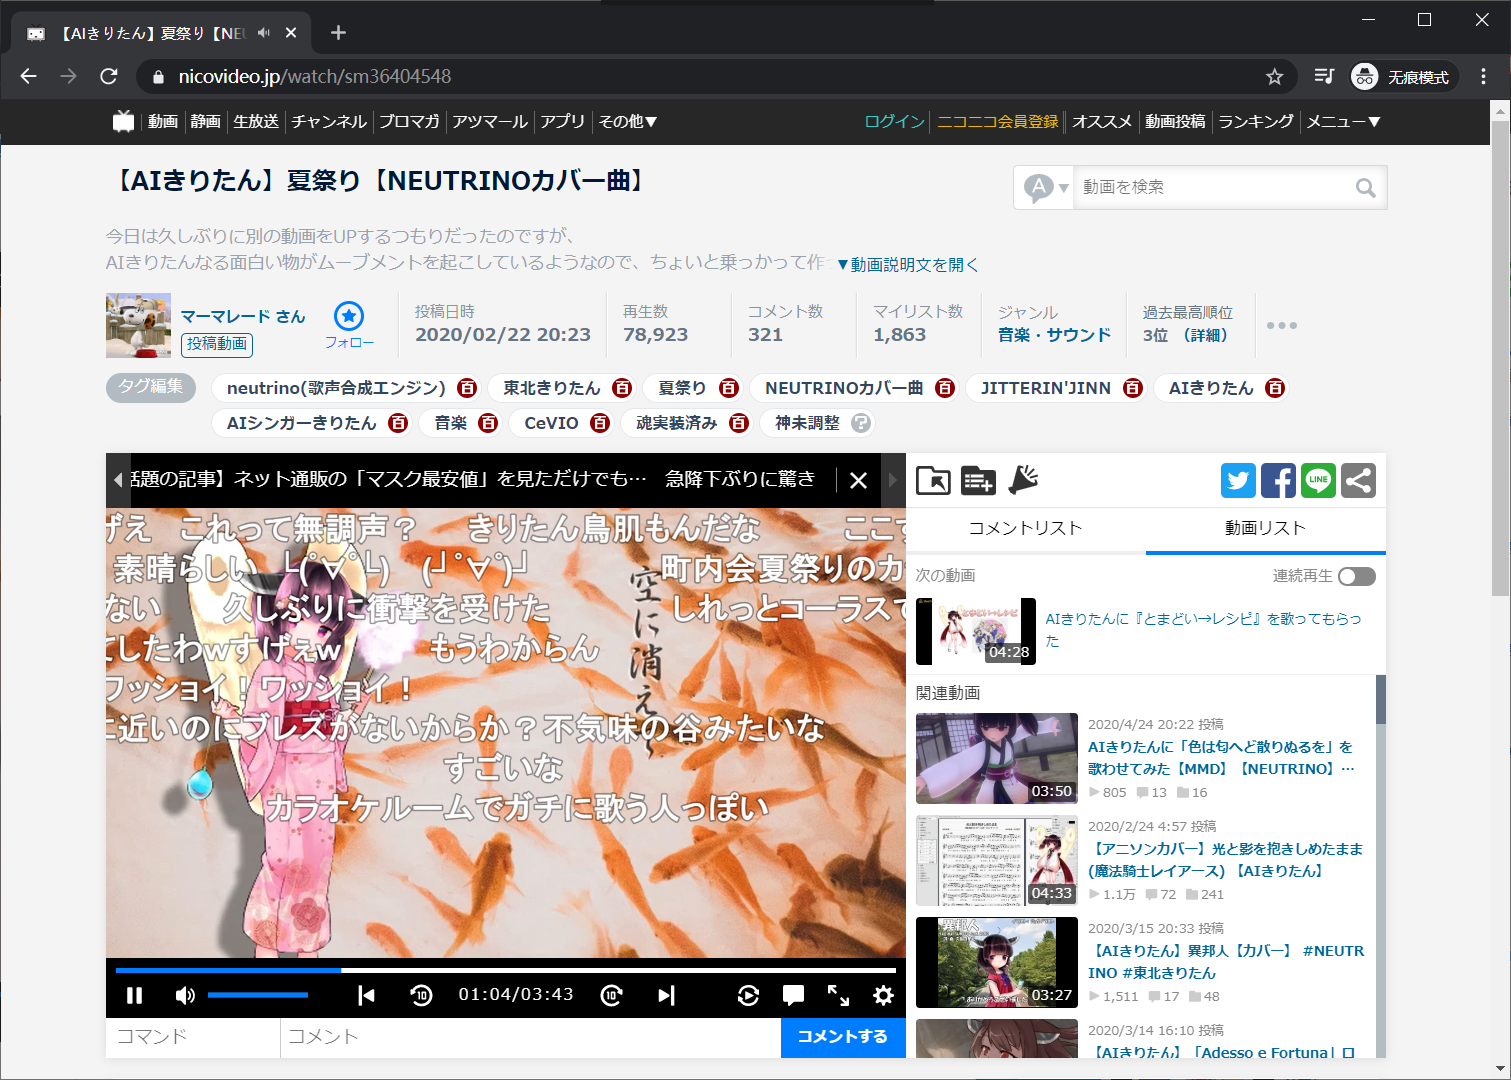 【AIきりたん】夏祭り【NEU
nicovideo.jp/watch/sm36404548
无痕模式
動画 静画 生放送 チャンネル ブロマガ アツマール アプリ その他▼
ログイン ニコニコ会員登録 オススメ 動画投稿 ランキング メニュー▼
【AIきりたん】夏祭り【NEUTRINOカバー曲】
A
動画を検索
今日は久しぶりに別の動画をUPするつもりだったのですが、
AIきりたんなる面白い物がムーブメントを起こしているようなので、ちょいと乗っかって作
▼動画説明文を開く
マーマレード さん
投稿動画
フォロー
投稿日時
2020/02/22 20:23
再生数
78,923
コメント数
321
マイリスト数
1,863
ジャンル
音楽・サウンド
過去最高順位
3位 （詳細）
タグ編集
neutrino(歌声合成エンジン) 百 東北きりたん 百 夏祭り 百 NEUTRINOカバー曲 百 JITTERIN'JINN 百 AIきりたん 百
AIシンガーきりたん 百 音楽 百 CeVIO 百 魂実装済み 百 神未調整 ?
話題の記事】ネット通販の「マスク最安値」を見ただけでも… 急降下ぶりに驚き
げえ これって無調声？ きりたん鳥肌もんだな ここす
素晴らしい ┗(ﾟ∀ﾟ┗) (┛ﾟ∀ﾟ)┛ 町内会夏祭りのカ
ない 久しぶりに衝撃を受けた しれっとコーラスで
てしたわwすげぇw もうわからん
フッショイ！ワッショイ！
に近いのにブレスがないからか？不気味の谷みたいな
すごいな
カラオケルームでガチに歌う人っぽい
空に消え
01:04/03:43
コマンド
コメント
コメントする
LINE
コメントリスト
動画リスト
次の動画
連続再生
とまどい→レシピ
04:28
AIきりたんに『とまどい→レシピ』を歌ってもらっ
た
関連動画
03:50
2020/4/24 20:22 投稿
AIきりたんに「色は匂へど散りぬるを」を
歌わせてみた【MMD】【NEUTRINO】…
805 13 16
04:33
2020/2/24 4:57 投稿
【アニソンカバー】光と影を抱きしめたまま
(魔法騎士レイアース) 【AIきりたん】
1.1万 72 241
異邦人
03:27
2020/3/15 20:33 投稿
【AIきりたん】異邦人【カバー】 #NEUTR
INO #東北きりたん
1,511 17 48
2020/3/14 16:10 投稿
【AIきりたん】「Adesso e Fortuna」ロ